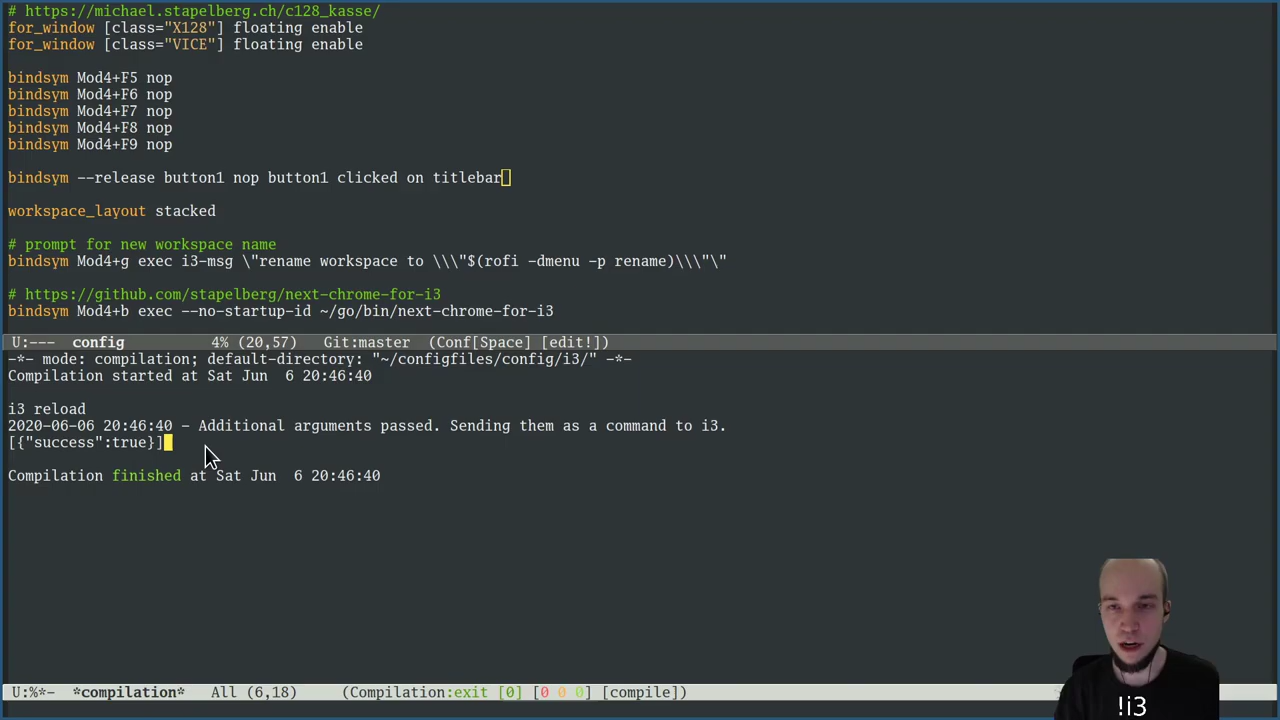 # https://michael.stapelberg.ch/c128_kasse/
for_window [class="X128"] floating enable
for_window [class="VICE"] floating enable
bindsym Mod4+F5 nop
bindsym Mod4+F6 nop
bindsym Mod4+F7 nop
bindsym Mod4+F8 nop
bindsym Mod4+F9 nop
bindsym --release button1 nop button1 clicked on titlebar
workspace_layout stacked
# prompt for new workspace name
bindsym Mod4+g exec i3-msg \"rename workspace to \\\"$(rofi -dmenu -p rename)\\\"\"
# https://github.com/stapelberg/next-chrome-for-i3
bindsym Mod4+b exec --no-startup-id ~/go/bin/next-chrome-for-i3
U:--- config 4% (20,57) Git:master (Conf[Space] [edit!])
-*- mode: compilation; default-directory: "~/configfiles/config/i3/" -*-
Compilation started at Sat Jun 6 20:46:40
i3 reload
2020-06-06 20:46:40 - Additional arguments passed. Sending them as a command to i3.
[{"success":true}]
Compilation finished at Sat Jun 6 20:46:40
U:%*- *compilation* All (6,18) (Compilation:exit [0] [0 0 0] [compile])
!i3